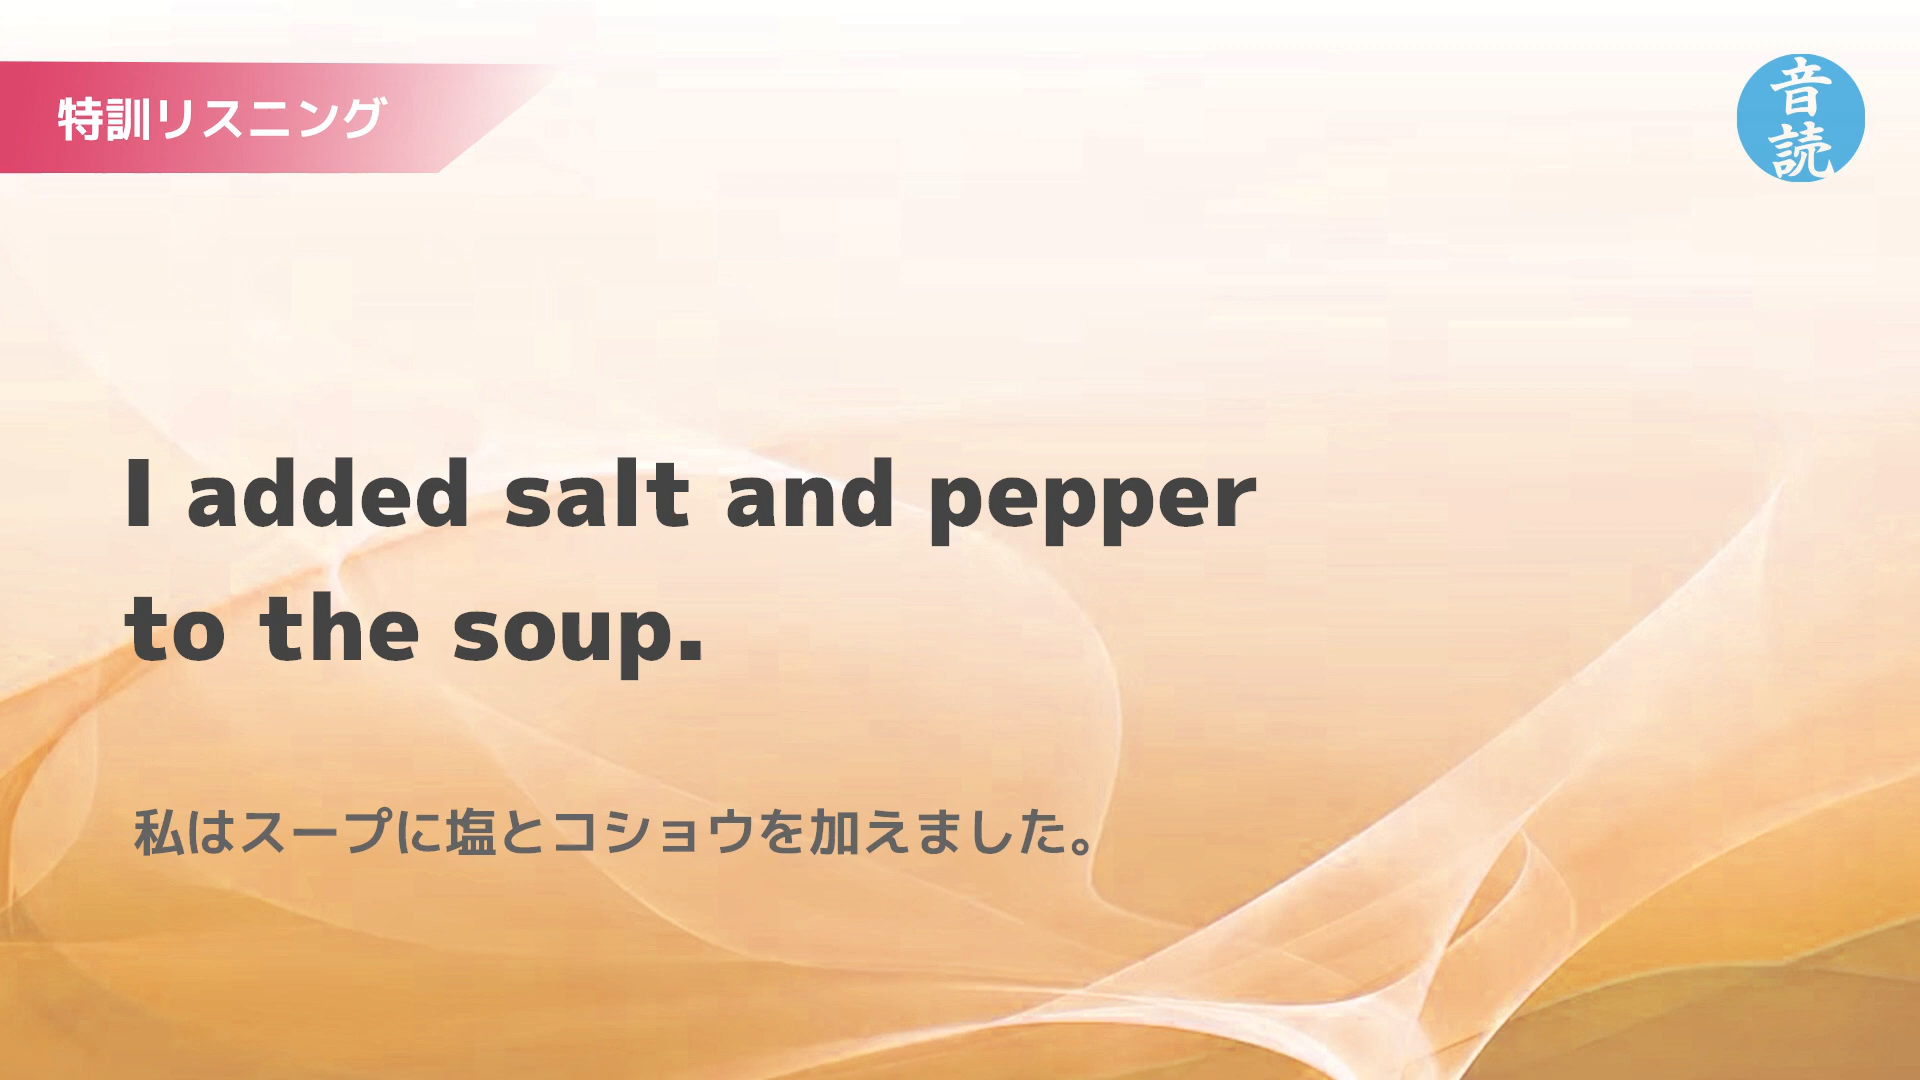 特訓リスニング
音
読
I added salt and pepper
to the soup.
私はスープに塩とコショウを加えました。